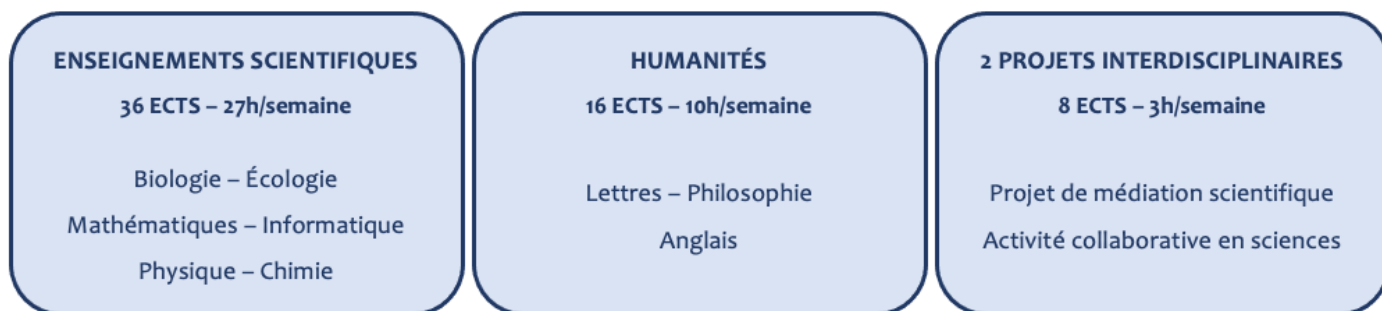 ENSEIGNEMENTS SCIENTIFIQUES
36 ECTS – 27h/semaine
Biologie – Écologie
Mathématiques – Informatique
Physique – Chimie
HUMANITÉS
16 ECTS – 10h/semaine
Lettres – Philosophie
Anglais
2 PROJETS INTERDISCIPLINAIRES
8 ECTS – 3h/semaine
Projet de médiation scientifique
Activité collaborative en sciences